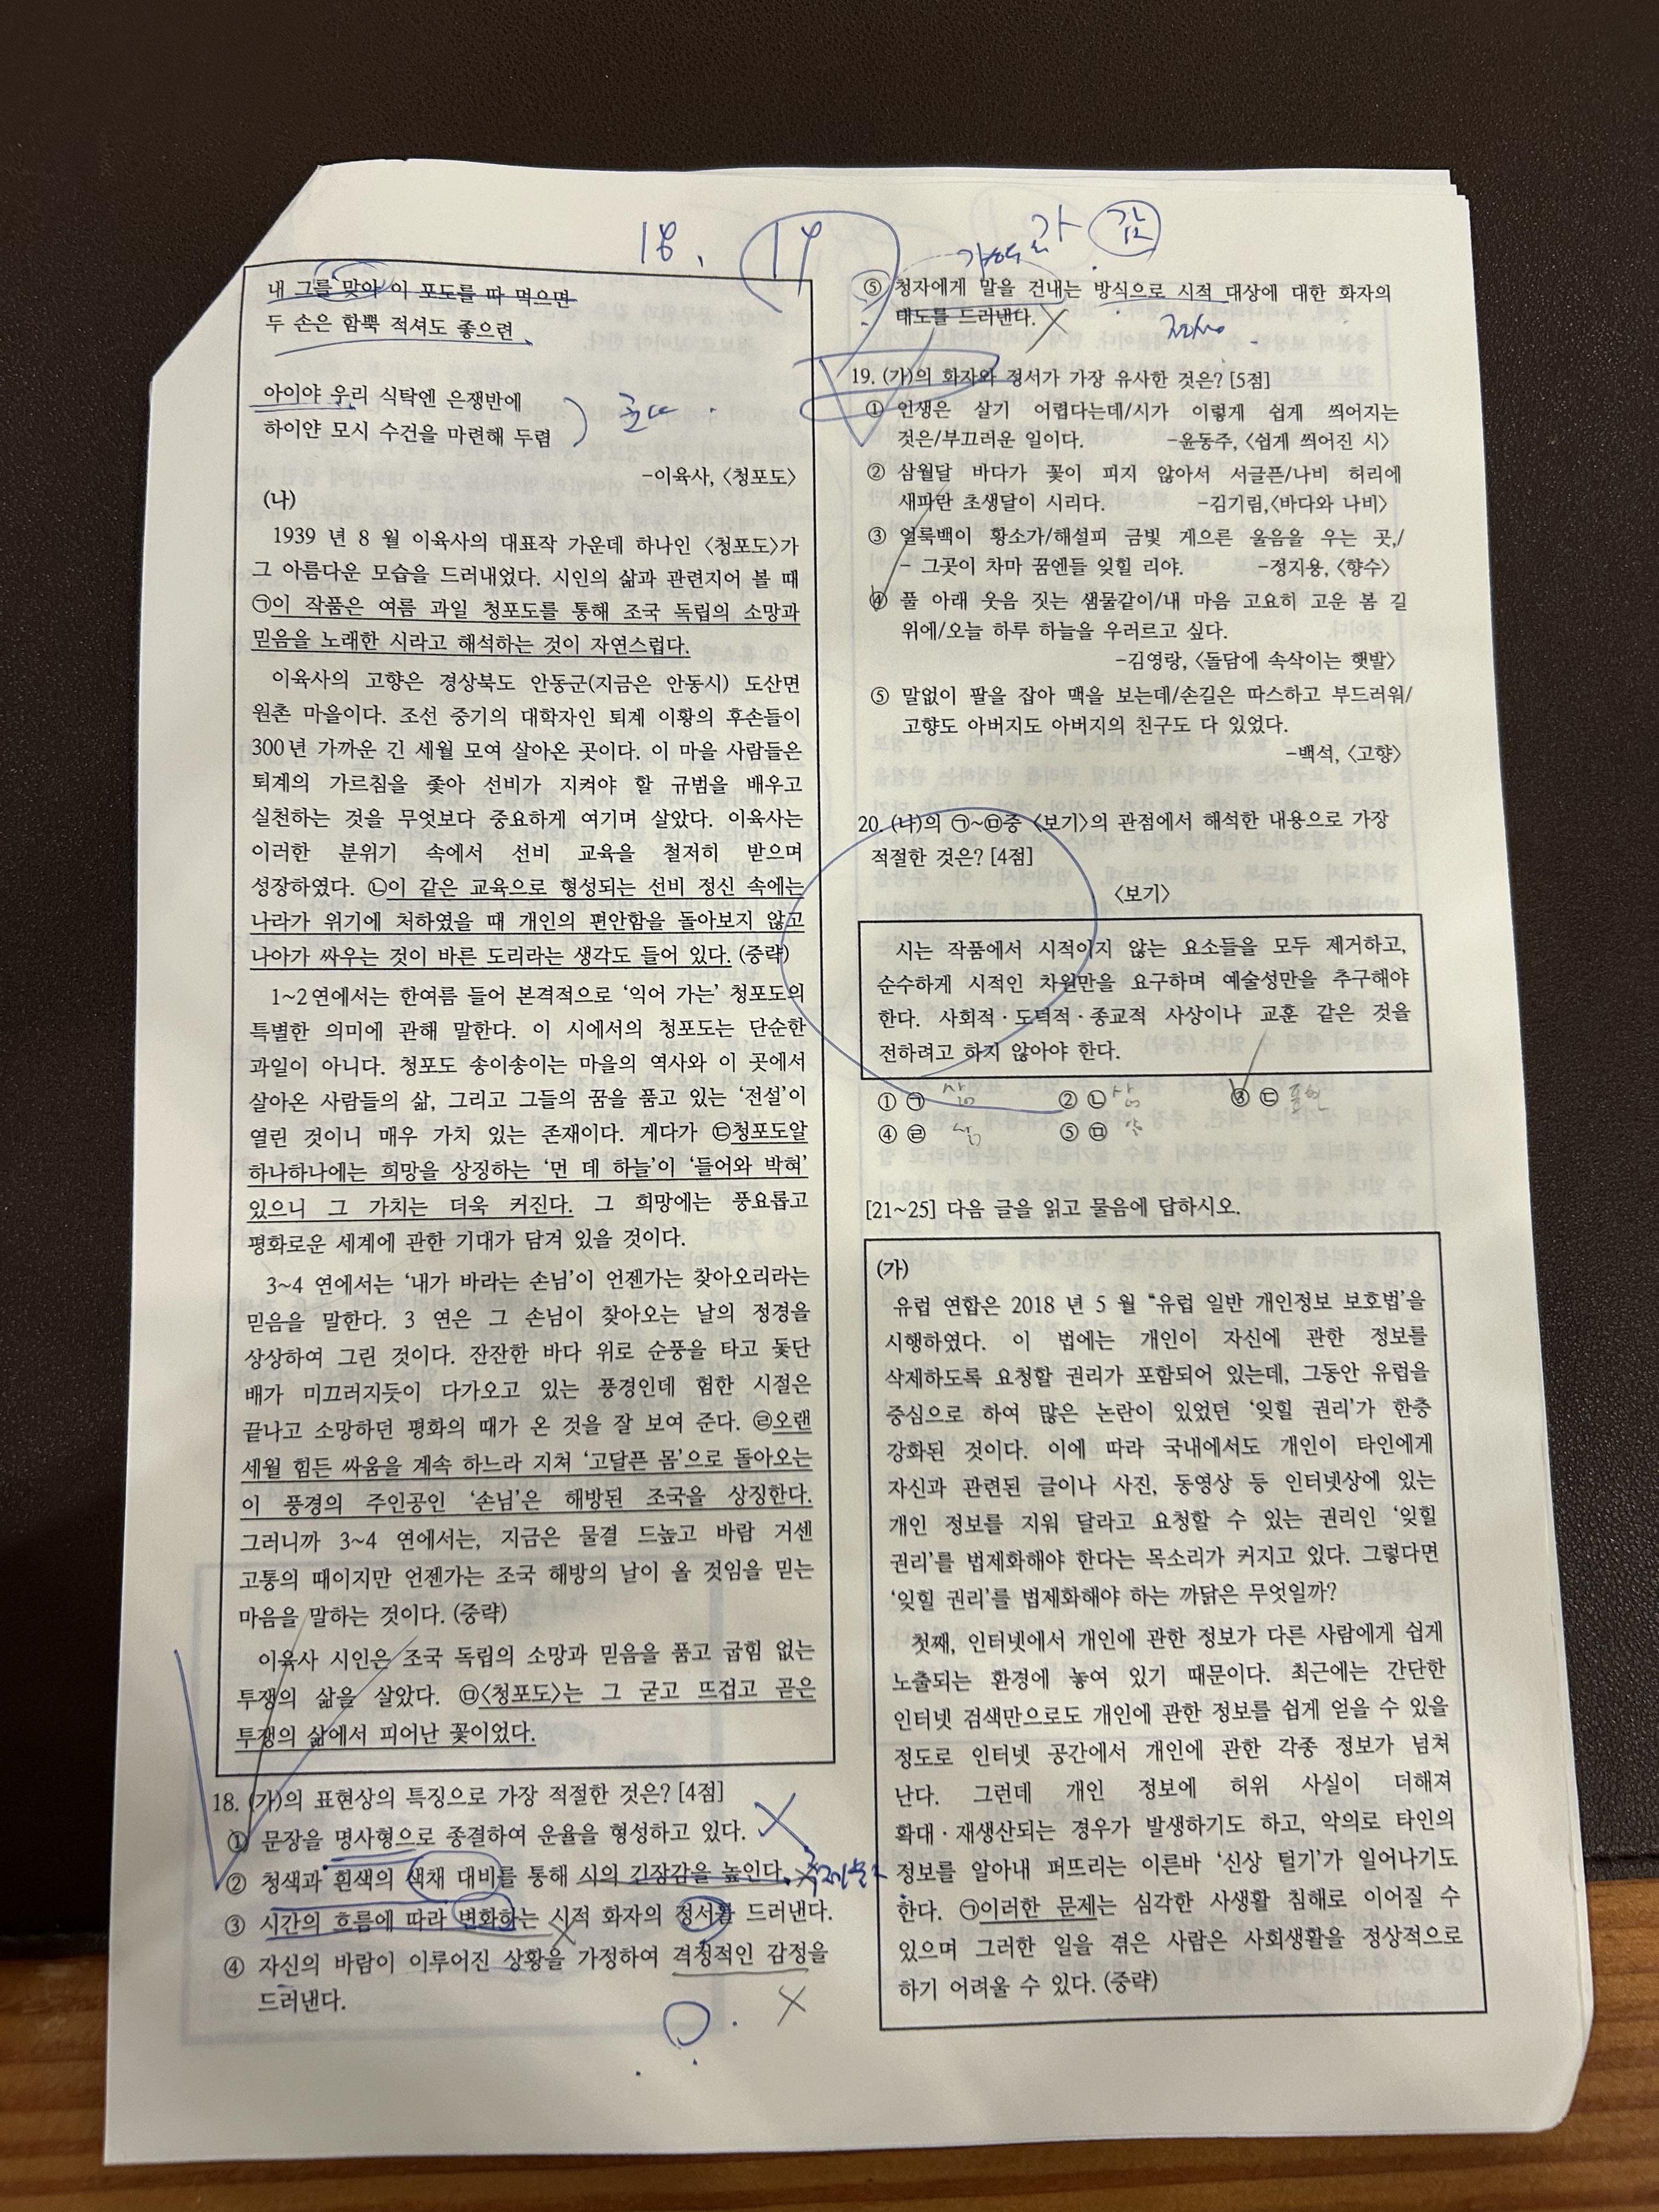 18. 19
내 그를 맞아 이 포도를 따 먹으면
두 손은 함뿍 적셔도 좋으련
아이야 우리 식탁엔 은쟁반에
하이얀 모시 수건을 마련해 두렴
-이육사, 〈청포도〉
(나)
1939 년 8 월 이육사의 대표작 가운데 하나인 〈청포도〉가
그 아름다운 모습을 드러내었다. 시인의 삶과 관련지어 볼 때
㉠이 작품은 여름 과일 청포도를 통해 조국 독립의 소망과
믿음을 노래한 시라고 해석하는 것이 자연스럽다.
이육사의 고향은 경상북도 안동군(지금은 안동시) 도산면
원촌 마을이다. 조선 중기의 대학자인 퇴계 이황의 후손들이
300년 가까운 긴 세월 모여 살아온 곳이다. 이 마을 사람들은
퇴계의 가르침을 좇아 선비가 지켜야 할 규범을 배우고
실천하는 것을 무엇보다 중요하게 여기며 살았다. 이육사는
이러한 분위기 속에서 선비 교육을 철저히 받으며
성장하였다. ㉡이 같은 교육으로 형성되는 선비 정신 속에는
나라가 위기에 처하였을 때 개인의 편안함을 돌아보지 않고
나아가 싸우는 것이 바른 도리라는 생각도 들어 있다. (중략)
1~2연에서는 한여름 들어 본격적으로 ‘익어 가는’ 청포도의
특별한 의미에 관해 말한다. 이 시에서의 청포도는 단순한
과일이 아니다. 청포도 송이송이는 마을의 역사와 이 곳에서
살아온 사람들의 삶, 그리고 그들의 꿈을 품고 있는 ‘전설’이
열린 것이니 매우 가치 있는 존재이다. 게다가 ㉢청포도알
하나하나에는 희망을 상징하는 ‘먼 데 하늘’이 ‘들어와 박혀’
있으니 그 가치는 더욱 커진다. 그 희망에는 풍요롭고
평화로운 세계에 관한 기대가 담겨 있을 것이다.
3~4 연에서는 ‘내가 바라는 손님’이 언젠가는 찾아오리라는
믿음을 말한다. 3 연은 그 손님이 찾아오는 날의 정경을
상상하여 그린 것이다. 잔잔한 바다 위로 순풍을 타고 돛단
배가 미끄러지듯이 다가오고 있는 풍경인데 험한 시절은
끝나고 소망하던 평화의 때가 온 것을 잘 보여 준다. ㉣오랜
세월 힘든 싸움을 계속 하느라 지쳐 ‘고달픈 몸’으로 돌아오는
이 풍경의 주인공인 ‘손님’은 해방된 조국을 상징한다.
그러니까 3~4 연에서는, 지금은 물결 드높고 바람 거센
고통의 때이지만 언젠가는 조국 해방의 날이 올 것임을 믿는
마음을 말하는 것이다. (중략)
이육사 시인은 조국 독립의 소망과 믿음을 품고 굽힘 없는
투쟁의 삶을 살았다. ㉤〈청포도〉는 그 굳고 뜨겁고 곧은
투쟁의 삶에서 피어난 꽃이었다.
18. (가)의 표현상의 특징으로 가장 적절한 것은? [4점]
① 문장을 명사형으로 종결하여 운율을 형성하고 있다.
② 청색과 흰색의 색채 대비를 통해 시의 긴장감을 높인다.
③ 시간의 흐름에 따라 변화하는 시적 화자의 정서를 드러낸다.
④ 자신의 바람이 이루어진 상황을 가정하여 격정적인 감정을
드러낸다.
⑤ 청자에게 말을 건내는 방식으로 시적 대상에 대한 화자의
태도를 드러낸다.
19. (가)의 화자와 정서가 가장 유사한 것은? [5점]
① 인생은 살기 어렵다는데/시가 이렇게 쉽게 씌어지는
것은/부끄러운 일이다. -윤동주, 〈쉽게 씌어진 시〉
② 삼월달 바다가 꽃이 피지 않아서 서글픈/나비 허리에
새파란 초생달이 시리다. -김기림,〈바다와 나비〉
③ 얼룩백이 황소가/해설피 금빛 게으른 울음을 우는 곳,/
- 그곳이 차마 꿈엔들 잊힐 리야. -정지용, 〈향수〉
④ 풀 아래 웃음 짓는 샘물같이/내 마음 고요히 고운 봄 길
위에/오늘 하루 하늘을 우러르고 싶다.
-김영랑, 〈돌담에 속삭이는 햇발〉
⑤ 말없이 팔을 잡아 맥을 보는데/손길은 따스하고 부드러워/
고향도 아버지도 아버지의 친구도 다 있었다.
-백석, 〈고향〉
20. (나)의 ㉠~㉤중 〈보기〉의 관점에서 해석한 내용으로 가장
적절한 것은? [4점]
〈보기〉
시는 작품에서 시적이지 않는 요소들을 모두 제거하고,
순수하게 시적인 차원만을 요구하며 예술성만을 추구해야
한다. 사회적·도덕적·종교적 사상이나 교훈 같은 것을
전하려고 하지 않아야 한다.
① ㉠ ② ㉡ ③ ㉢
④ ㉣ ⑤ ㉤
[21~25] 다음 글을 읽고 물음에 답하시오.
(가)
유럽 연합은 2018 년 5 월 “유럽 일반 개인정보 보호법’을
시행하였다. 이 법에는 개인이 자신에 관한 정보를
삭제하도록 요청할 권리가 포함되어 있는데, 그동안 유럽을
중심으로 하여 많은 논란이 있었던 ‘잊힐 권리’가 한층
강화된 것이다. 이에 따라 국내에서도 개인이 타인에게
자신과 관련된 글이나 사진, 동영상 등 인터넷상에 있는
개인 정보를 지워 달라고 요청할 수 있는 권리인 ‘잊힐
권리’를 법제화해야 한다는 목소리가 커지고 있다. 그렇다면
‘잊힐 권리’를 법제화해야 하는 까닭은 무엇일까?
첫째, 인터넷에서 개인에 관한 정보가 다른 사람에게 쉽게
노출되는 환경에 놓여 있기 때문이다. 최근에는 간단한
인터넷 검색만으로도 개인에 관한 정보를 쉽게 얻을 수 있을
정도로 인터넷 공간에서 개인에 관한 각종 정보가 넘쳐
난다. 그런데 개인 정보에 허위 사실이 더해져
확대·재생산되는 경우가 발생하기도 하고, 악의로 타인의
정보를 알아내 퍼뜨리는 이른바 ‘신상 털기’가 일어나기도
한다. ㉠이러한 문제는 심각한 사생활 침해로 이어질 수
있으며 그러한 일을 겪은 사람은 사회생활을 정상적으로
하기 어려울 수 있다. (중략)